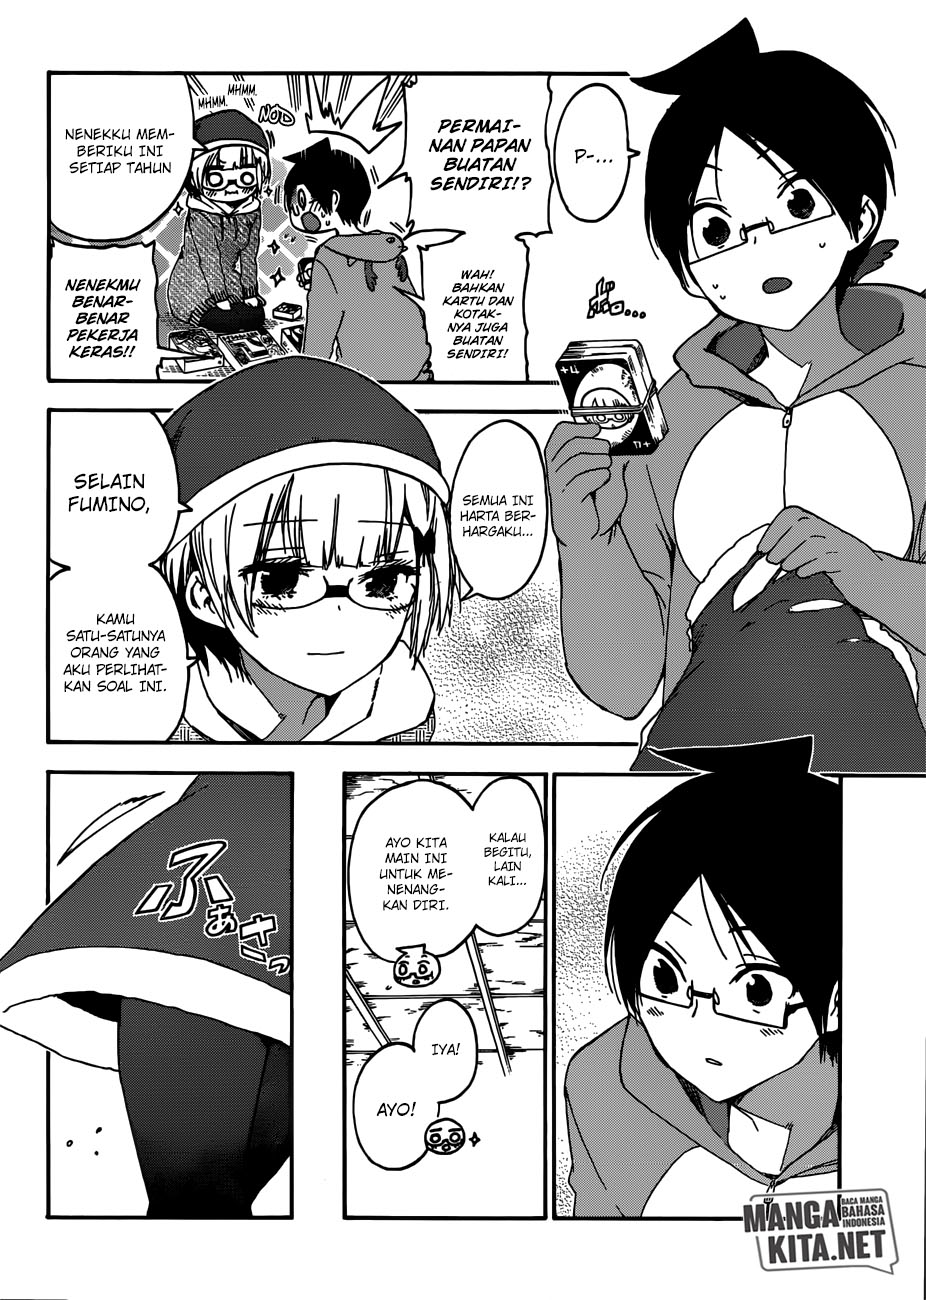 P-...
PERMAI-
NAN PAPAN
BUATAN
SENDIRI!?
WAH!
BAHKAN
KARTU DAN
KOTAK-
NYA JUGA
BUATAN
SENDIRI!
MHMM.
MHMM.
NOD
NENEKKU MEM-
BERIKU INI
SETIAP TAHUN
NENEKMU
BENAR-
BENAR
PEKERJA
KERAS!!
+4
+4
SEMUA INI
HARTA BER-
HARGAKU...
SELAIN
FUMINO,
KAMU
SATU-SATUNYA
ORANG YANG
AKU PERLIHAT-
KAN SOAL INI.
KALAU
BEGITU,
LAIN
KALI...
AYO KITA
MAIN INI
UNTUK ME-
NENANG-
KAN DIRI.
IYA!
AYO!
ふぁさっ
MANGA
KITA.NET
BACA MANGA
BAHASA
INDONESIA